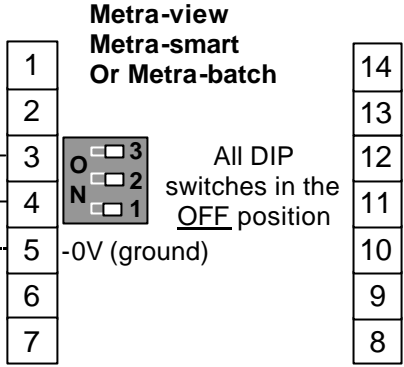 Metra-view
Metra-smart
Or Metra-batch
1
14
2
13
3
O
3
All DIP
12
N
2
switches in the
4
1
OFF position
11
5
-0V (ground)
10
6
9
7
8